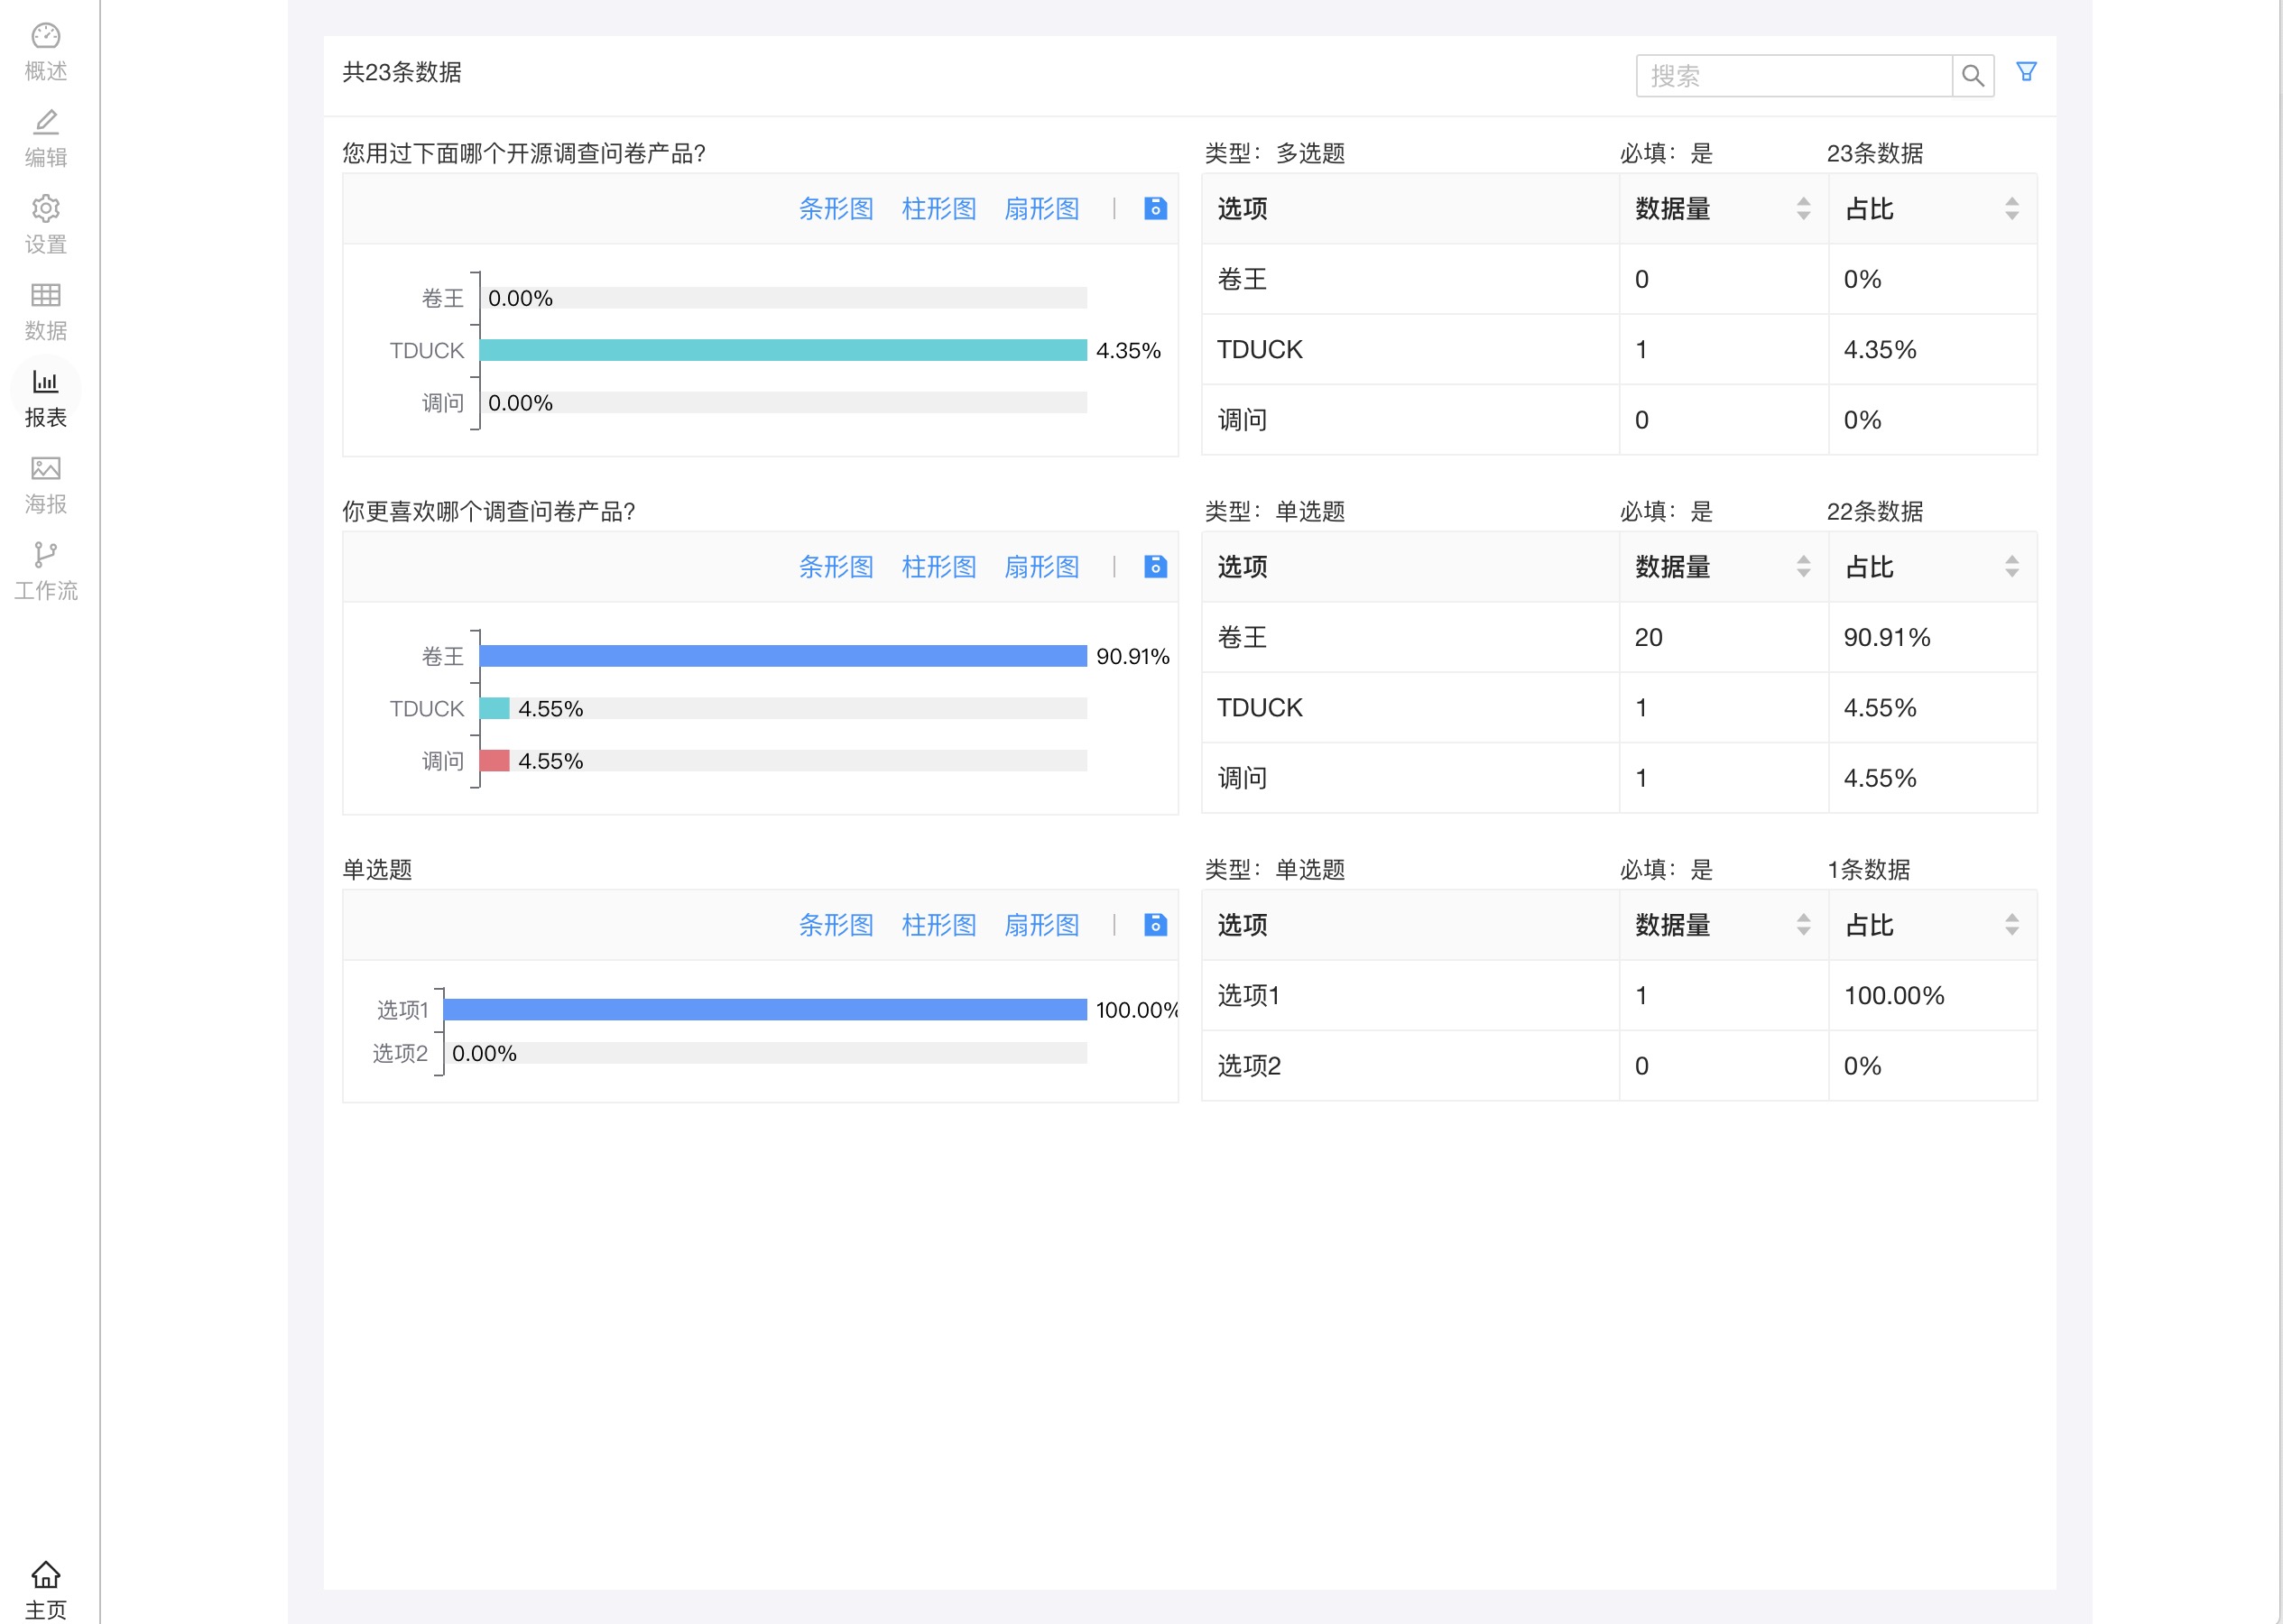 概述
编辑
设置
数据
报表
海报
工作流
主页
共23条数据
搜索
您用过下面哪个开源调查问卷产品?
类型: 多选题 必填: 是 23条数据
条形图 柱形图 扇形图
卷王 0.00%
TDUCK 4.35%
调问 0.00%
选项 数据量 占比
卷王 0 0%
TDUCK 1 4.35%
调问 0 0%
你更喜欢哪个调查问卷产品?
类型: 单选题 必填: 是 22条数据
条形图 柱形图 扇形图
卷王 90.91%
TDUCK 4.55%
调问 4.55%
选项 数据量 占比
卷王 20 90.91%
TDUCK 1 4.55%
调问 1 4.55%
单选题
类型: 单选题 必填: 是 1条数据
条形图 柱形图 扇形图
选项1 100.00%
选项2 0.00%
选项 数据量 占比
选项1 1 100.00%
选项2 0 0%